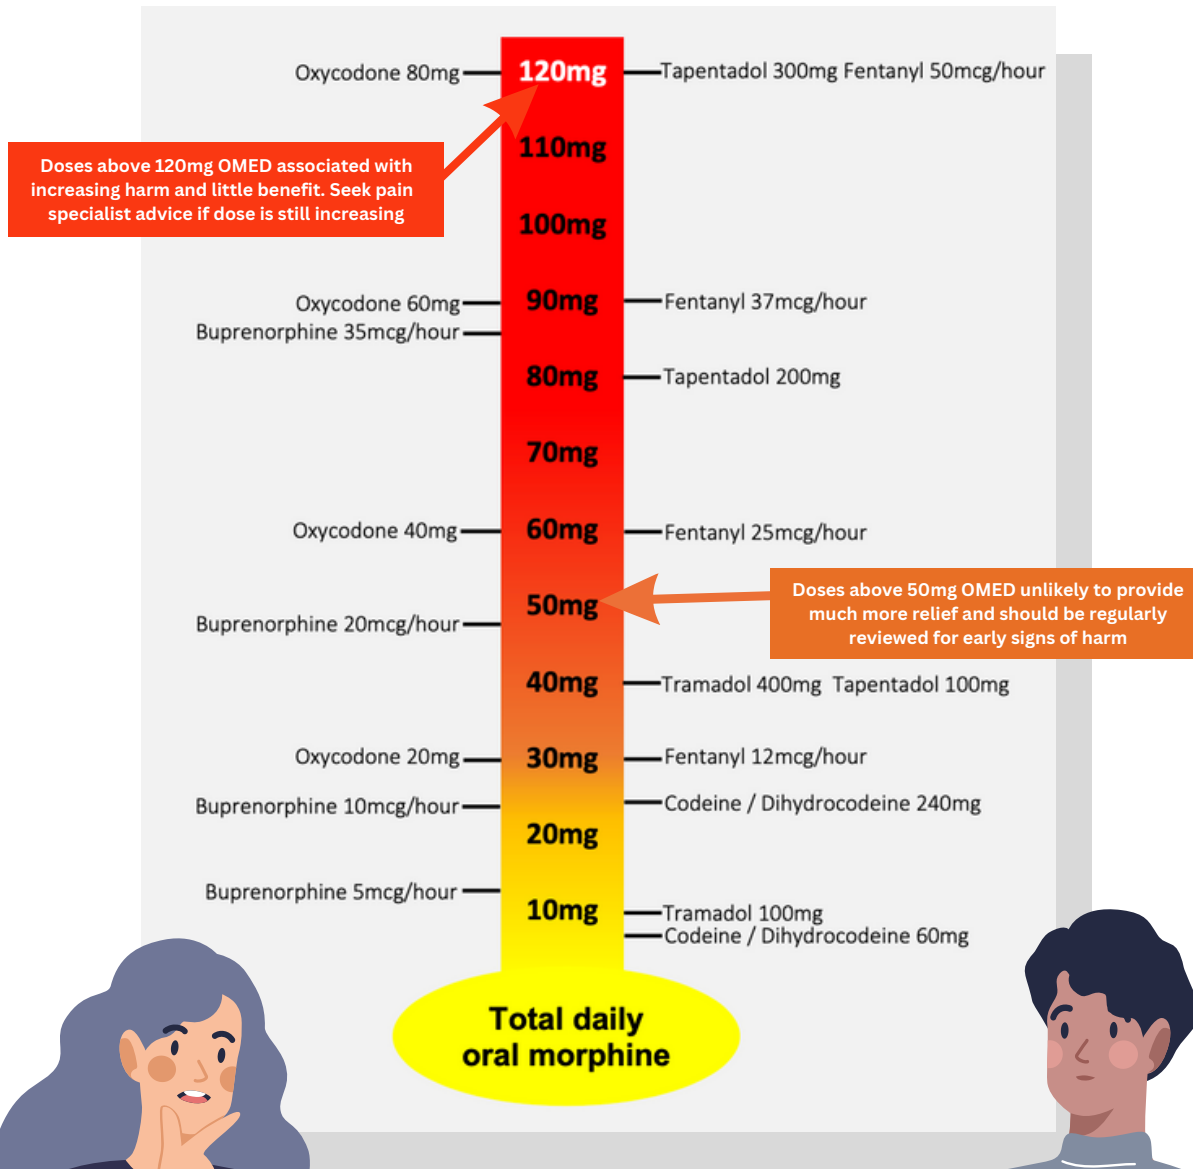 Oxycodone 80mg
120mg
Tapentadol 300mg Fentanyl 50mcg/hour
110mg
Doses above 120mg OMED associated with
increasing harm and little benefit. Seek pain
specialist advice if dose is still increasing
100mg
Oxycodone 60mg
90mg
Fentanyl 37mcg/hour
Buprenorphine 35mcg/hour
80mg
Tapentadol 200mg
70mg
Oxycodone 40mg
60mg
Fentanyl 25mcg/hour
50mg
Doses above 50mg OMED unlikely to provide
much more relief and should be regularly
reviewed for early signs of harm
Buprenorphine 20mcg/hour
40mg
Tramadol 400mg Tapentadol 100mg
Oxycodone 20mg
30mg
Fentanyl 12mcg/hour
Buprenorphine 10mcg/hour
Codeine / Dihydrocodeine 240mg
20mg
Buprenorphine 5mcg/hour
10mg
Tramadol 100mg
Codeine / Dihydrocodeine 60mg
Total daily
oral morphine